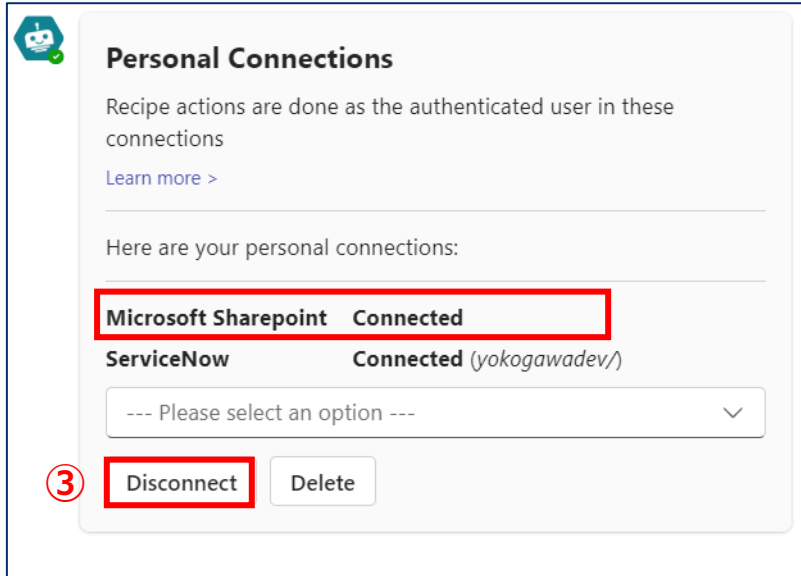 Personal Connections
Recipe actions are done as the authenticated user in these
connections
Learn more >
Here are your personal connections:
Microsoft Sharepoint Connected
ServiceNow Connected (yokogawadev/)
--- Please select an option ---
③ Disconnect Delete